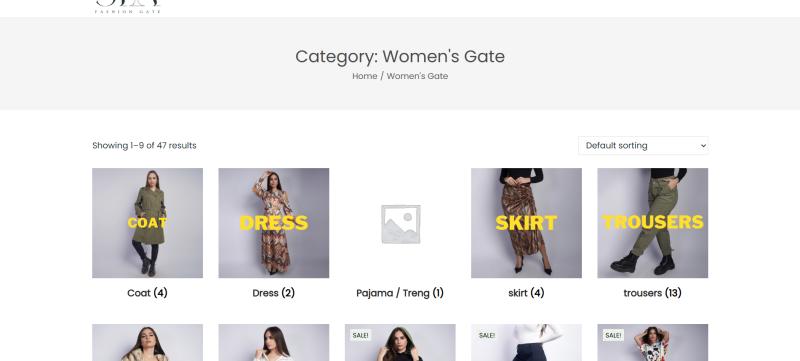 FASHION GATE
Category: Women's Gate
Home / Women's Gate
Showing 1–9 of 47 results
Default sorting
COAT
DRESS
SKIRT
TROUSERS
Coat (4)
Dress (2)
Pajama / Treng (1)
skirt (4)
trousers (13)
SALE!
SALE!
SALE!